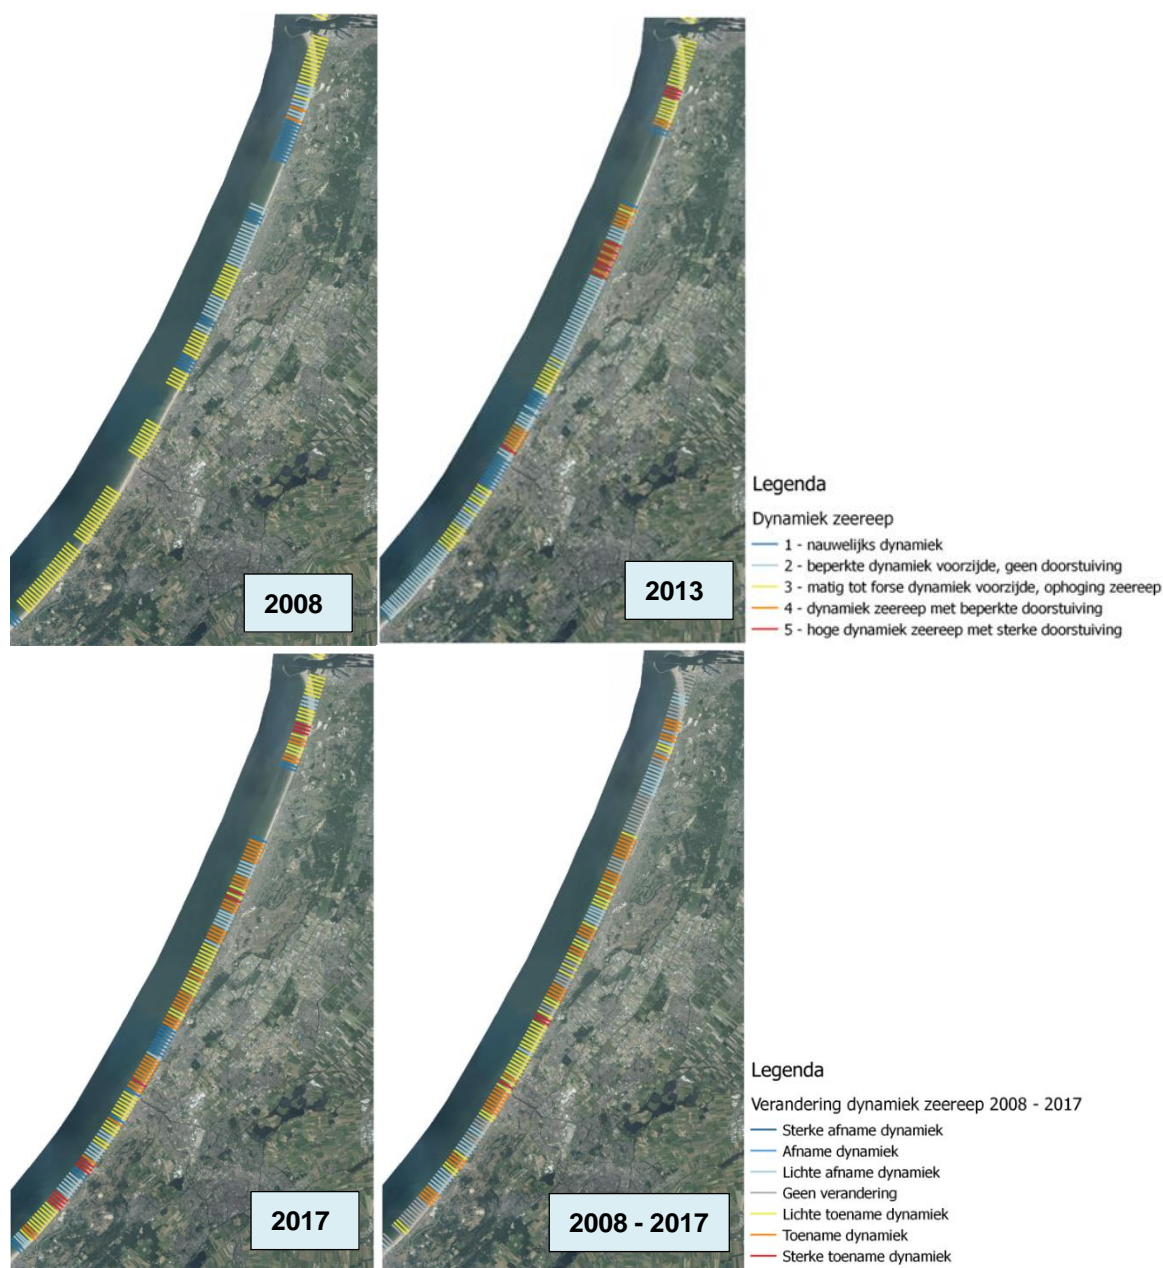 2008
2013
Legenda
Dynamiek zeereep
1 - nauwelijks dynamiek
2 - beperkte dynamiek voorzijde, geen doorstuiving
3 - matig tot forse dynamiek voorzijde, ophoging zeereep
4 - dynamiek zeereep met beperkte doorstuiving
5 - hoge dynamiek zeereep met sterke doorstuiving
2017
2008 - 2017
Legenda
Verandering dynamiek zeereep 2008 - 2017
Sterke afname dynamiek
Afname dynamiek
Lichte afname dynamiek
Geen verandering
Lichte toename dynamiek
Toename dynamiek
Sterke toename dynamiek